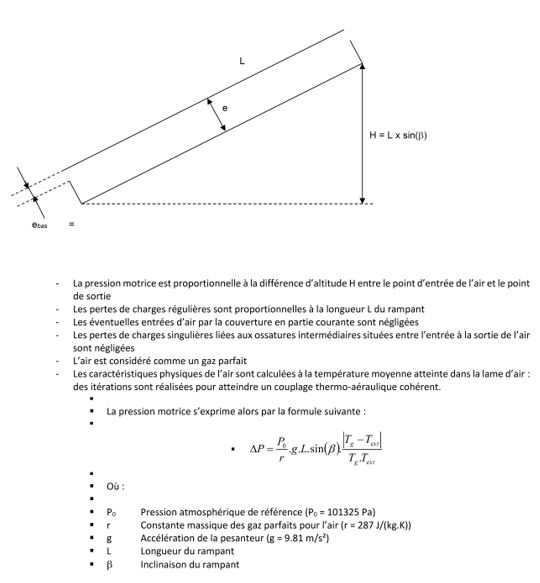 L
e
H = L x sin(β)
e_bas =
- La pression motrice est proportionnelle à la différence d'altitude H entre le point d'entrée de l'air et le point
de sortie
- Les pertes de charges régulières sont proportionnelles à la longueur L du rampant
- Les éventuelles entrées d'air par la couverture en partie courante sont négligées
- Les pertes de charges singulières liées aux ossatures intermédiaires situées entre l'entrée à la sortie de l'air
sont négligées
- L'air est considéré comme un gaz parfait
- Les caractéristiques physiques de l'air sont calculées à la température moyenne atteinte dans la lame d'air :
des itérations sont réalisées pour atteindre un couplage thermo-aéraulique cohérent.
▪
▪ La pression motrice s'exprime alors par la formule suivante :
▪
▪ ΔP = P₀/r .g.L.sin(β). |T_g − T_ext| / T_g.T_ext
▪
▪ Où :
▪
▪ P₀ Pression atmosphérique de référence (P₀ = 101325 Pa)
▪ r Constante massique des gaz parfaits pour l'air (r = 287 J/(kg.K))
▪ g Accélération de la pesanteur (g = 9.81 m/s²)
▪ L Longueur du rampant
▪ β Inclinaison du rampant